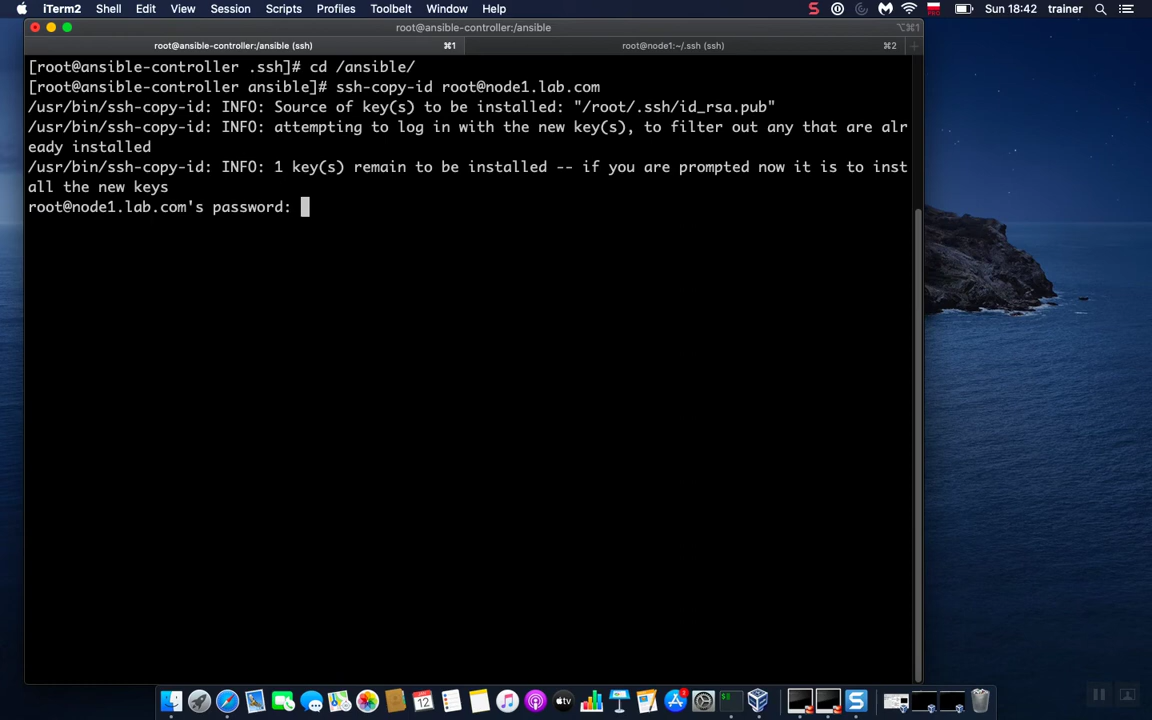 iTerm2 Shell Edit View Session Scripts Profiles Toolbelt Window Help Sun 18:42 trainer
root@ansible-controller:/ansible ⌥⌘1
root@ansible-controller:/ansible (ssh) ⌘1 root@node1:~/.ssh (ssh) ⌘2
[root@ansible-controller .ssh]# cd /ansible/
[root@ansible-controller ansible]# ssh-copy-id root@node1.lab.com
/usr/bin/ssh-copy-id: INFO: Source of key(s) to be installed: "/root/.ssh/id_rsa.pub"
/usr/bin/ssh-copy-id: INFO: attempting to log in with the new key(s), to filter out any that are alr
eady installed
/usr/bin/ssh-copy-id: INFO: 1 key(s) remain to be installed -- if you are prompted now it is to inst
all the new keys
root@node1.lab.com's password: